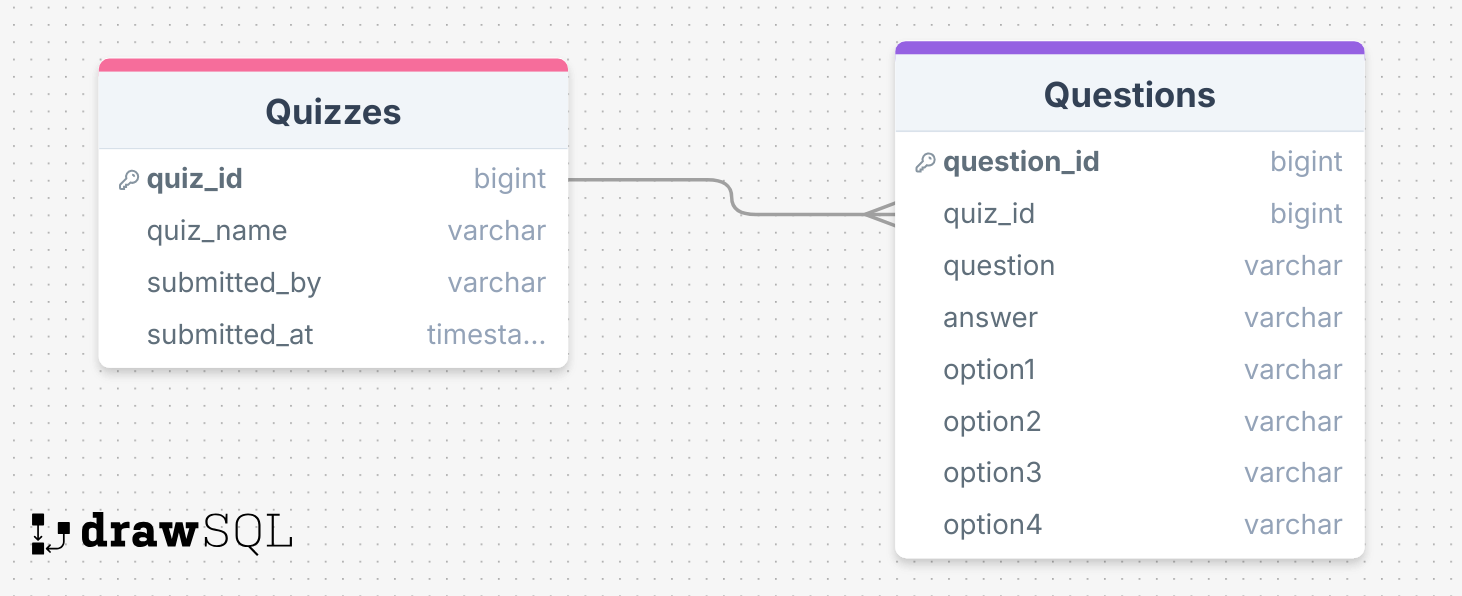 Quizzes
quiz_id bigint
quiz_name varchar
submitted_by varchar
submitted_at timesta...
Questions
question_id bigint
quiz_id bigint
question varchar
answer varchar
option1 varchar
option2 varchar
option3 varchar
option4 varchar
drawSQL